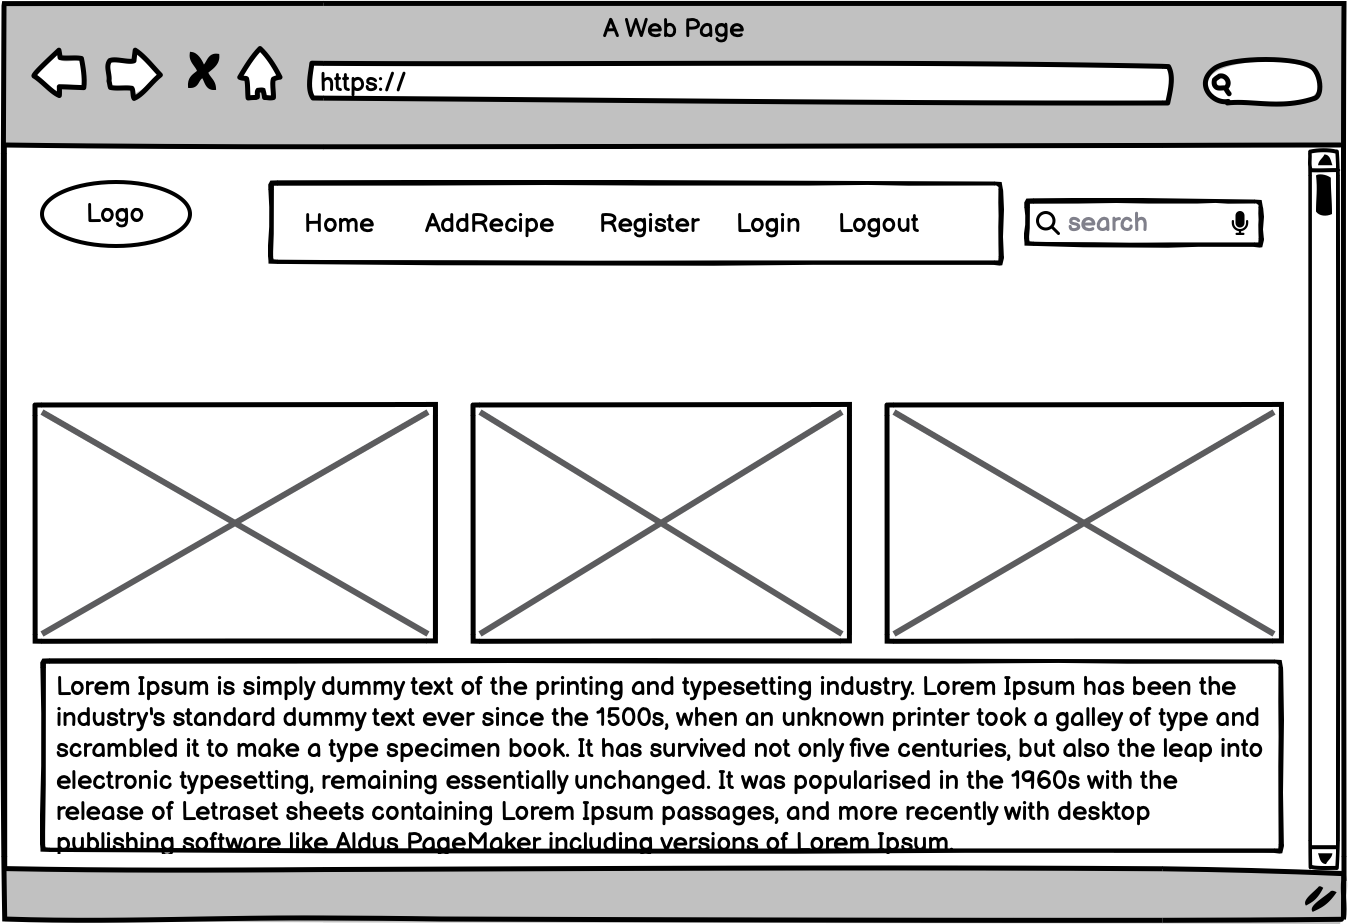 A Web Page
https://
Logo
Home AddRecipe Register Login Logout
search
Lorem Ipsum is simply dummy text of the printing and typesetting industry. Lorem Ipsum has been the
industry's standard dummy text ever since the 1500s, when an unknown printer took a galley of type and
scrambled it to make a type specimen book. It has survived not only five centuries, but also the leap into
electronic typesetting, remaining essentially unchanged. It was popularised in the 1960s with the
release of Letraset sheets containing Lorem Ipsum passages, and more recently with desktop
publishing software like Aldus PageMaker including versions of Lorem Ipsum.